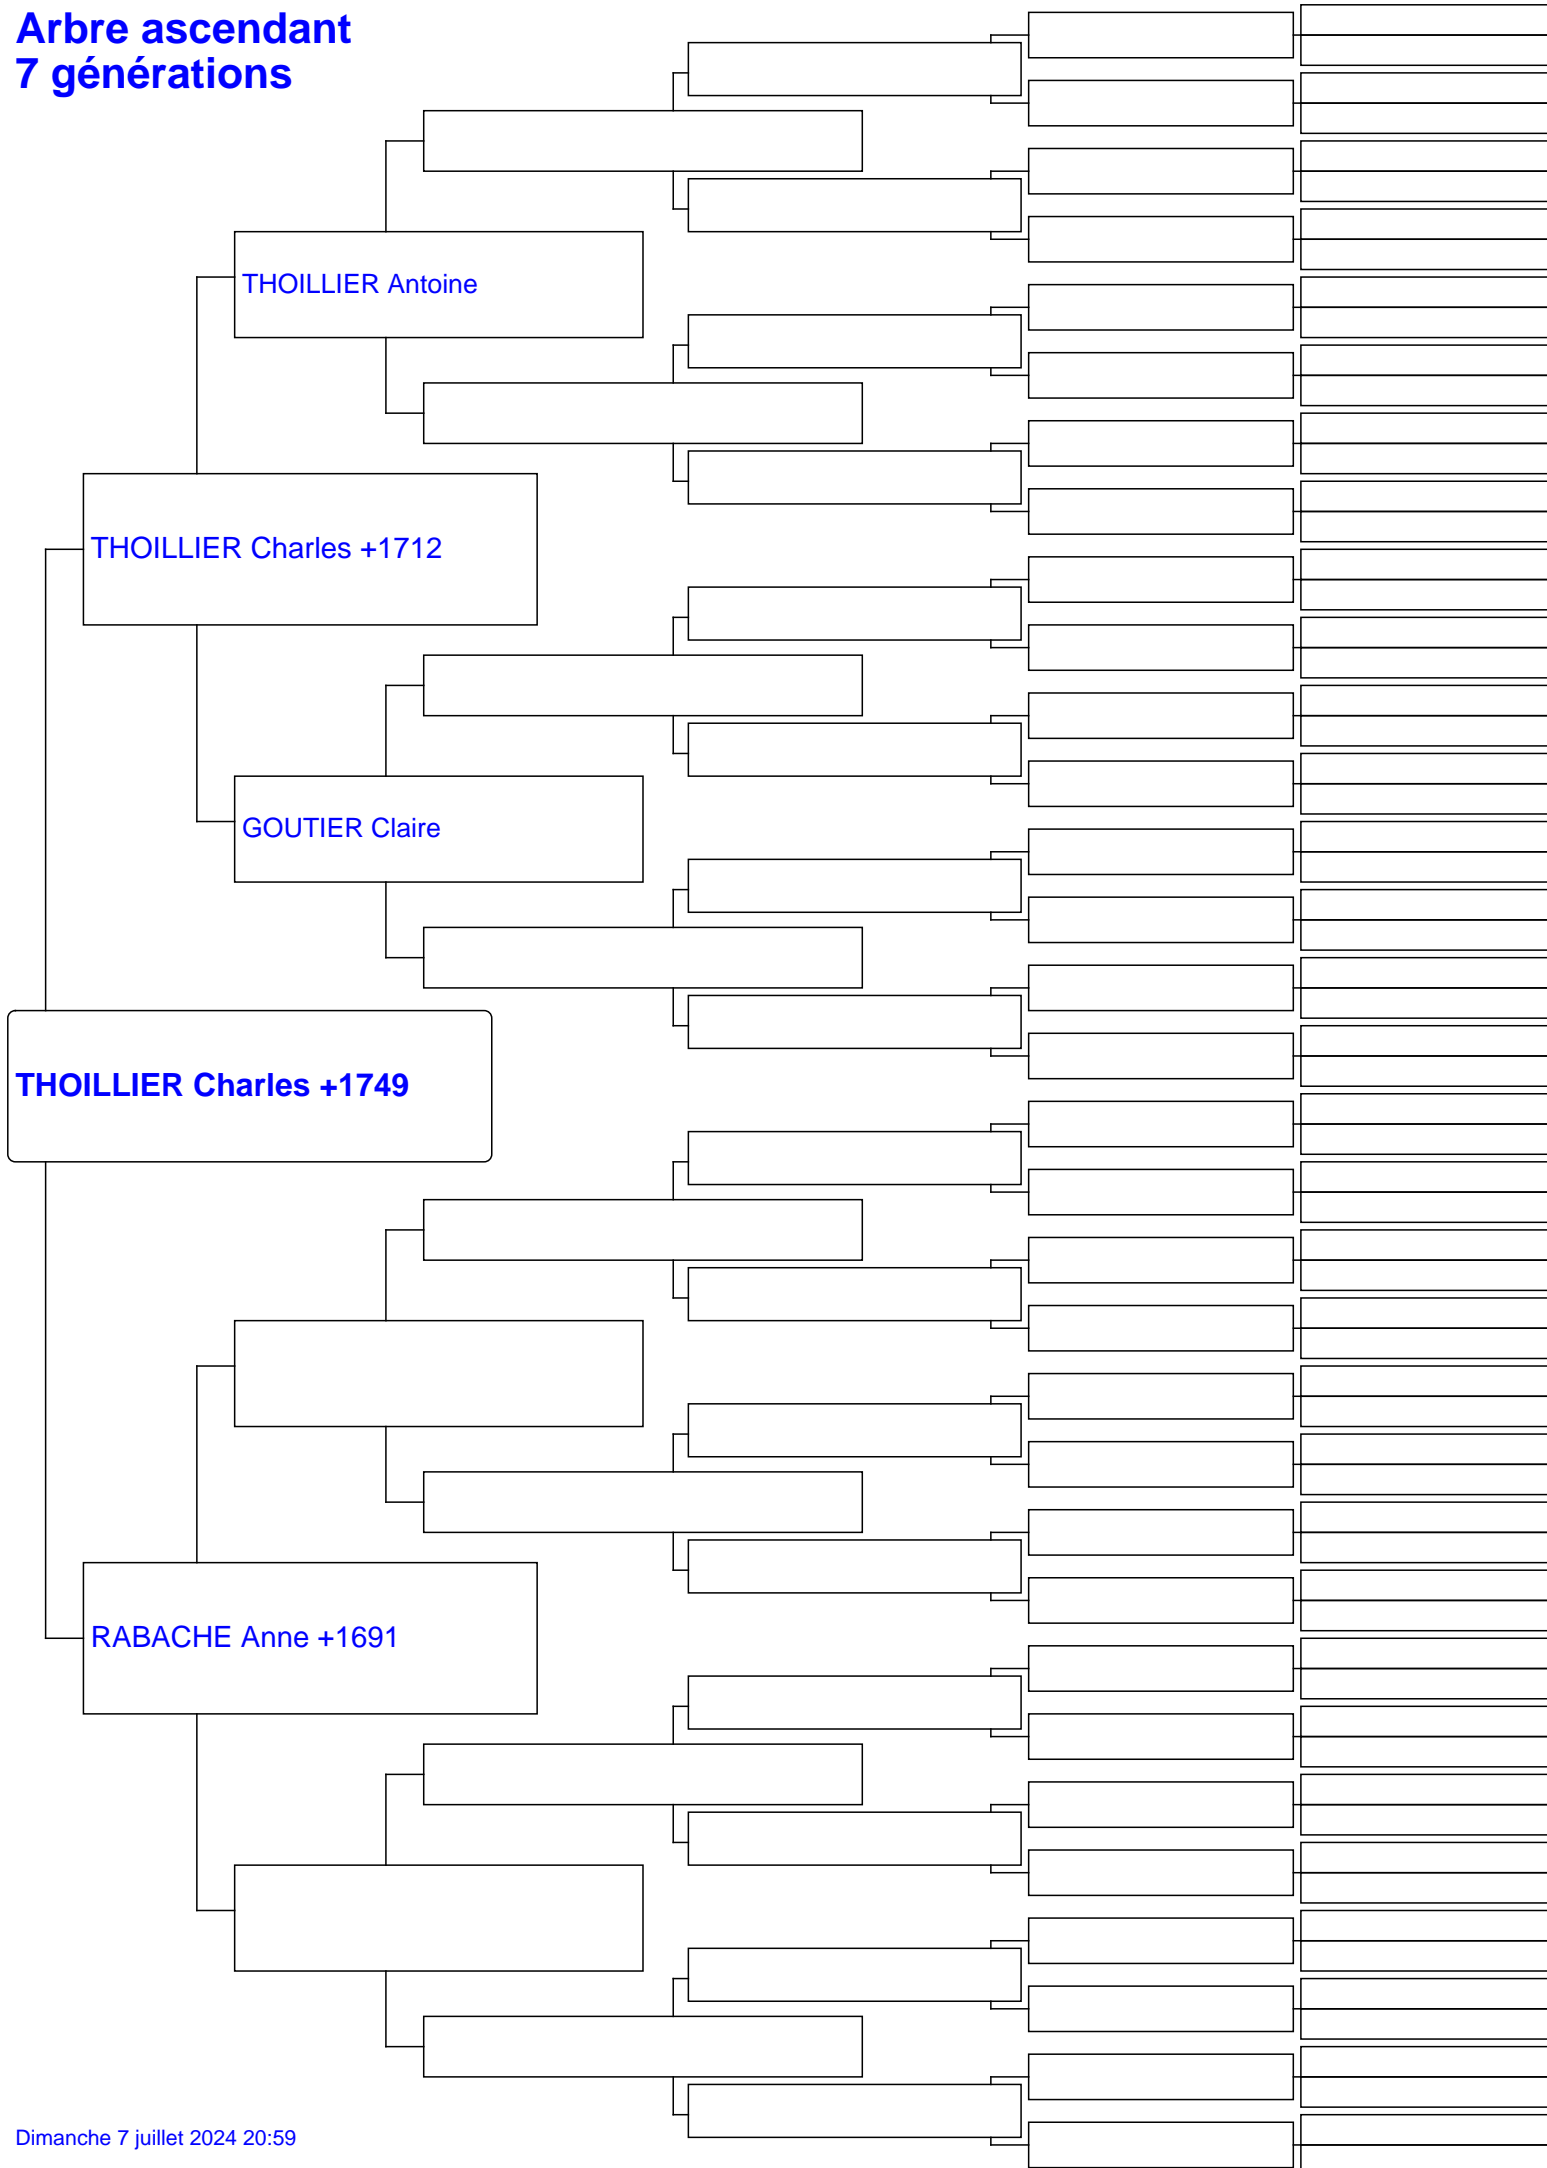 Arbre ascendant
7 générations
THOILLIER Antoine
THOILLIER Charles +1712
GOUTIER Claire
THOILLIER Charles +1749
RABACHE Anne +1691
Dimanche 7 juillet 2024 20:59